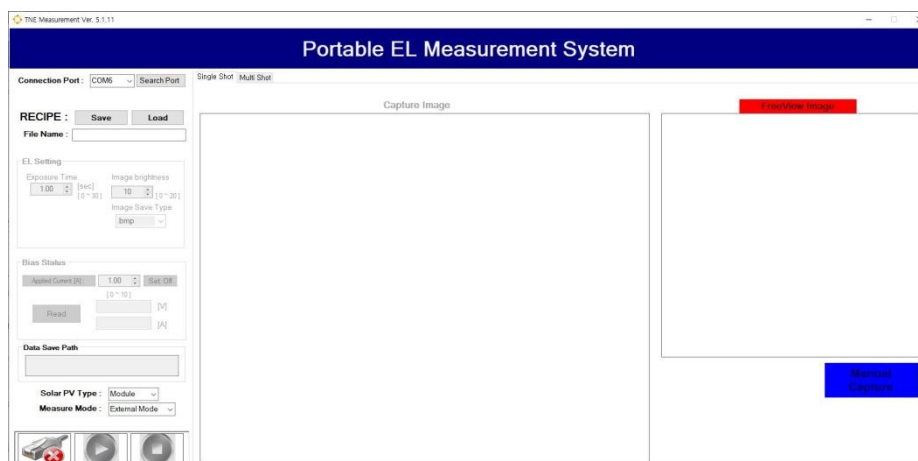 TNE Measurement Ver. 5.1.11
Portable EL Measurement System
Connection Port : COM6 Search Port
Single Shot Multi Shot
Capture Image
FreeView Image
RECIPE : Save Load
File Name :
EL Setting
Exposure Time Image brightness
1.00 [sec] 10
[ 0 ~ 30 ] [ 0 ~ 20 ]
Image Save Type
bmp
Bias Status
Applied Current [A] 1.00 Set Off
[ 0 ~ 10 ]
Read [V]
[A]
Data Save Path
Manual
Capture
Solar PV Type : Module
Measure Mode : External Mode